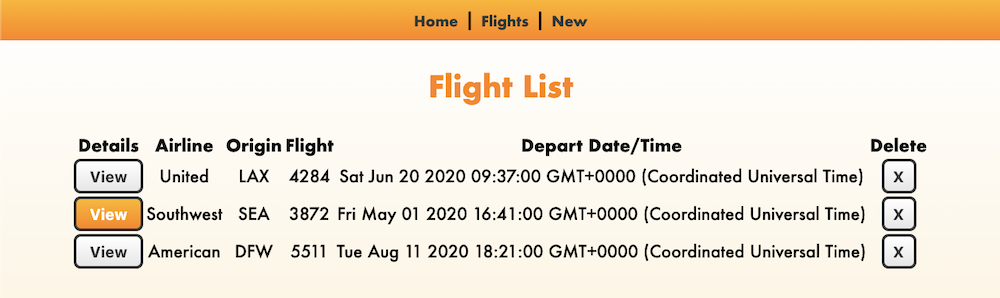 Home | Flights | New
Flight List
Details Airline Origin Flight Depart Date/Time Delete
View United LAX 4284 Sat Jun 20 2020 09:37:00 GMT+0000 (Coordinated Universal Time) X
View Southwest SEA 3872 Fri May 01 2020 16:41:00 GMT+0000 (Coordinated Universal Time) X
View American DFW 5511 Tue Aug 11 2020 18:21:00 GMT+0000 (Coordinated Universal Time) X